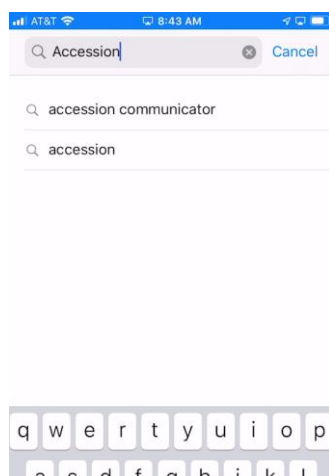 AT&T 8:43 AM
Accession Cancel
accession communicator
accession
q w e r t y u i o p
a s d f g h j k l